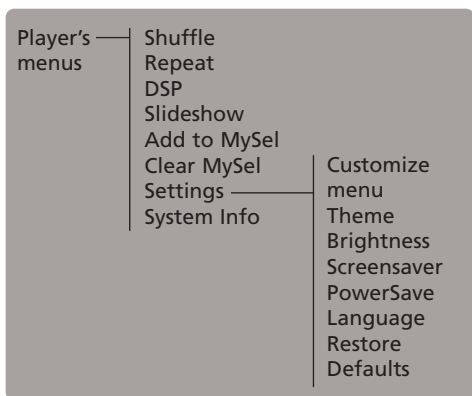 Player's menus
Shuffle
Repeat
DSP
Slideshow
Add to MySel
Clear MySel
Settings
System Info
Customize
menu
Theme
Brightness
Screensaver
PowerSave
Language
Restore
Defaults